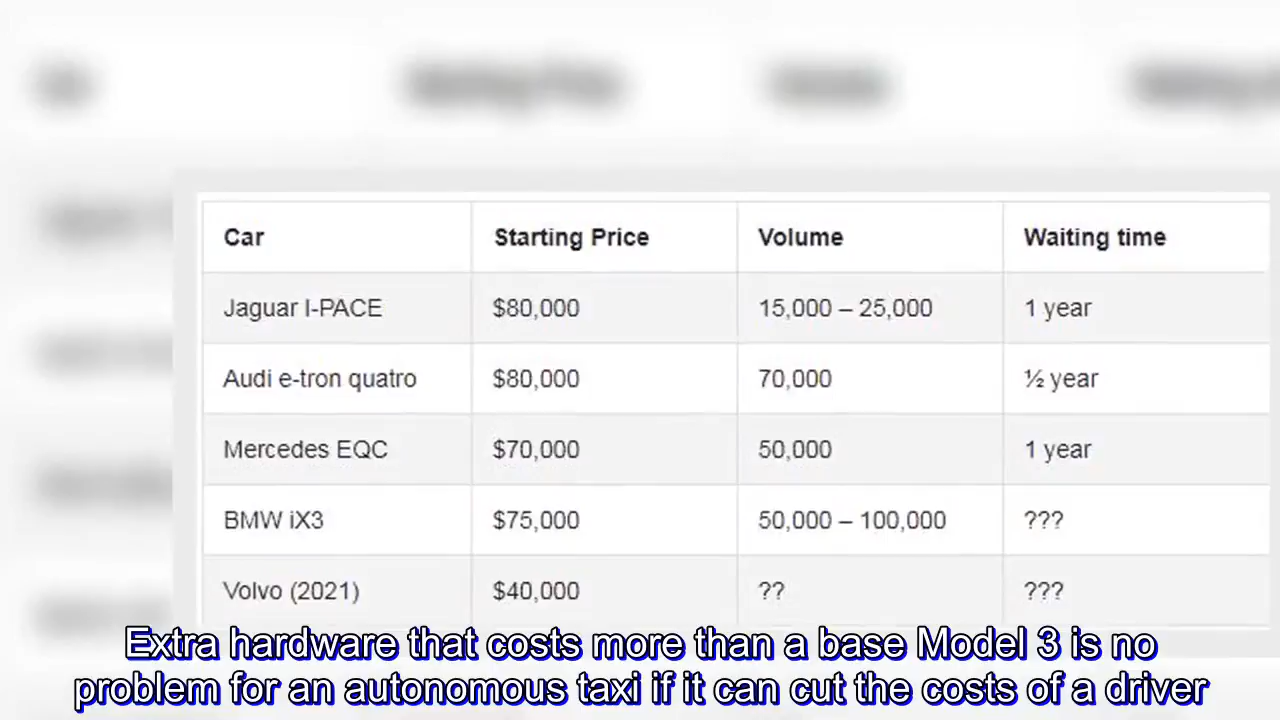 Car Starting Price Volume Waiting time
Jaguar I-PACE $80,000 15,000 – 25,000 1 year
Audi e-tron quatro $80,000 70,000 ½ year
Mercedes EQC $70,000 50,000 1 year
BMW iX3 $75,000 50,000 – 100,000 ???
Volvo (2021) $40,000 ?? ???
Extra hardware that costs more than a base Model 3 is no
problem for an autonomous taxi if it can cut the costs of a driver